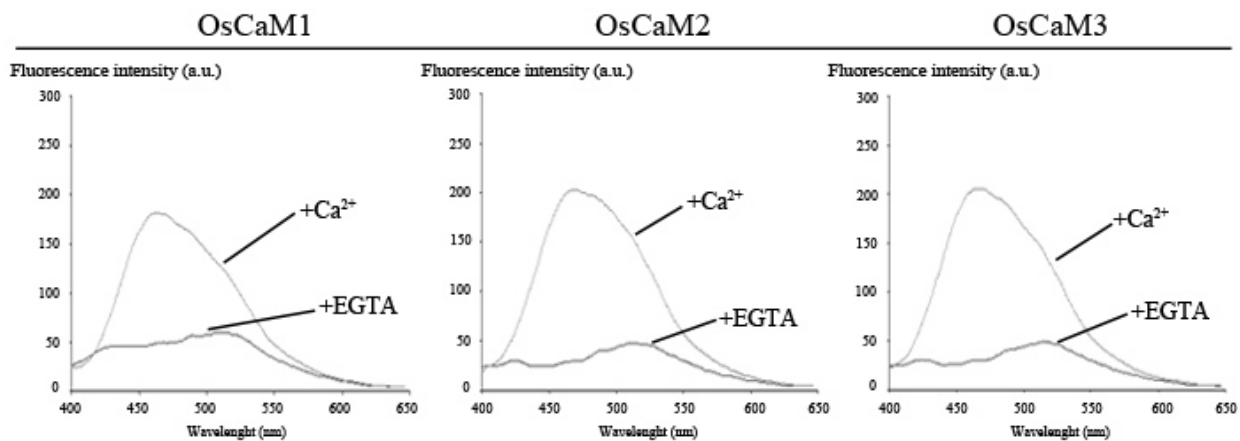 OsCaM1 OsCaM2 OsCaM3
Fluorescence intensity (a.u.) Fluorescence intensity (a.u.) Fluorescence intensity (a.u.)
300 300 300
250 250 250
200 200 200
+Ca²⁺ +Ca²⁺ +Ca²⁺
150 150 150
100 100 100
+EGTA +EGTA +EGTA
50 50 50
0 0 0
400 450 500 550 600 650 400 450 500 550 600 650 400 450 500 550 600 650
Wavelenght (nm) Wavelenght (nm) Wavelenght (nm)